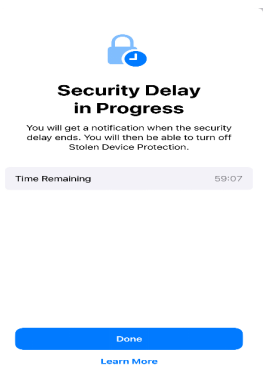 Security Delay
in Progress
You will get a notification when the security
delay ends. You will then be able to turn off
Stolen Device Protection.
Time Remaining 59:07
Done
Learn More